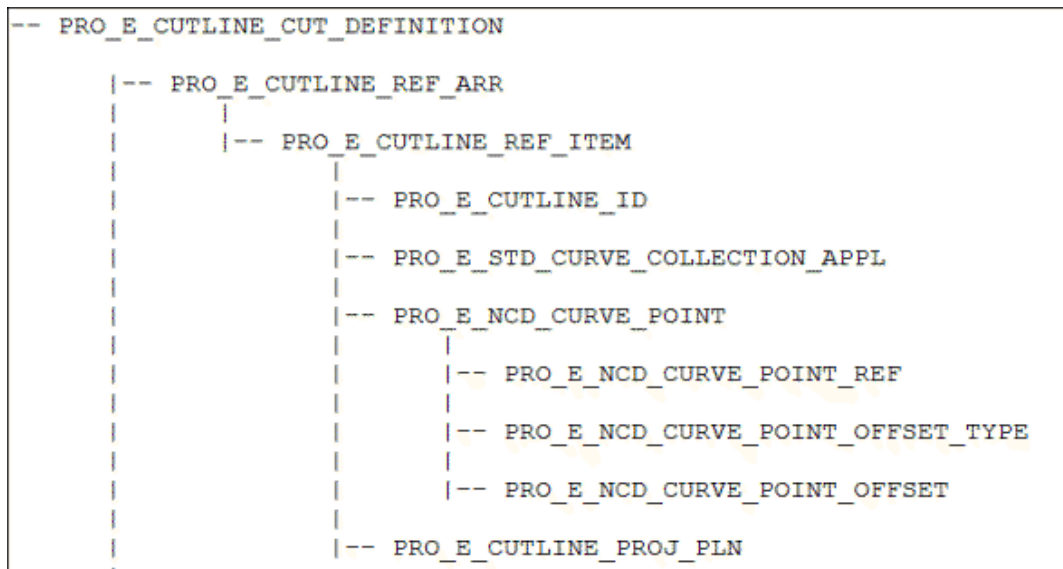 -- PRO_E_CUTLINE_CUT_DEFINITION
|-- PRO_E_CUTLINE_REF_ARR
|-- PRO_E_CUTLINE_REF_ITEM
|-- PRO_E_CUTLINE_ID
|-- PRO_E_STD_CURVE_COLLECTION_APPL
|-- PRO_E_NCD_CURVE_POINT
|-- PRO_E_NCD_CURVE_POINT_REF
|-- PRO_E_NCD_CURVE_POINT_OFFSET_TYPE
|-- PRO_E_NCD_CURVE_POINT_OFFSET
|-- PRO_E_CUTLINE_PROJ_PLN